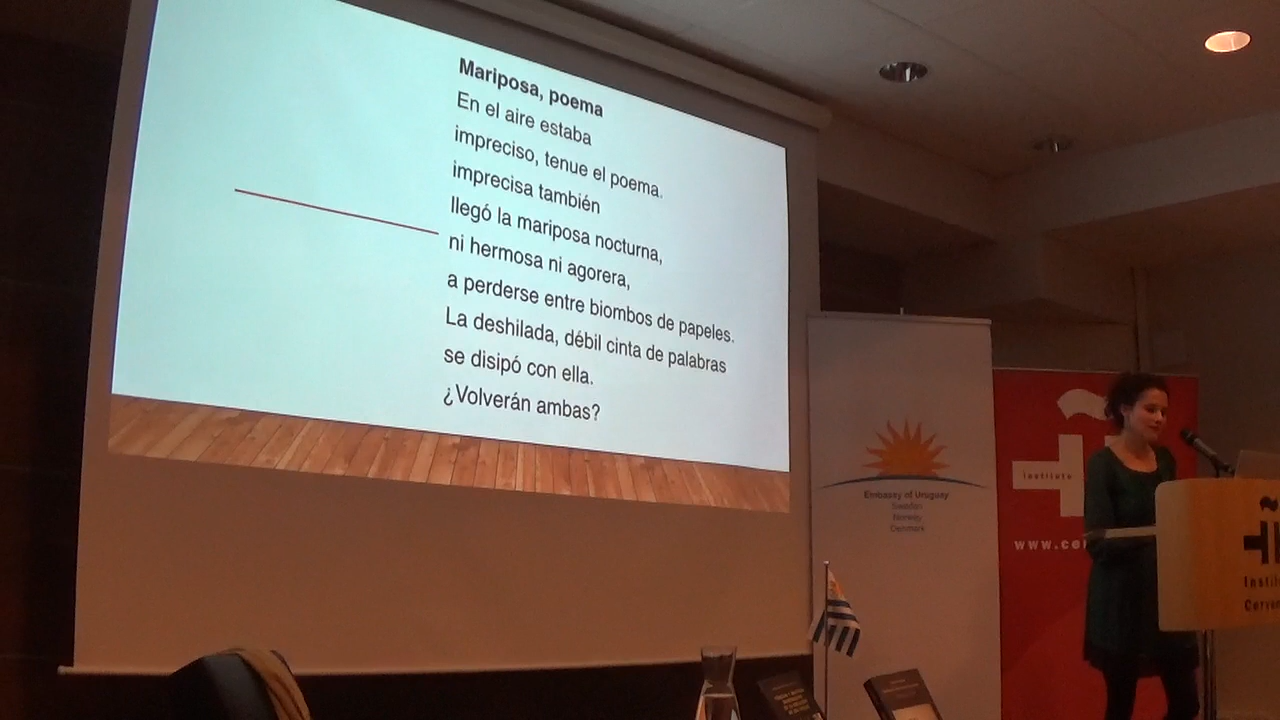 Mariposa, poema
En el aire estaba
impreciso, tenue el poema.
imprecisa también
llegó la mariposa nocturna,
ni hermosa ni agorera,
a perderse entre biombos de papeles.
La deshilada, débil cinta de palabras
se disipó con ella.
¿Volverán ambas?
Embassy of Uruguay
Sweden
Norway
Denmark
Instituto
www.cer
Insti
Cerva